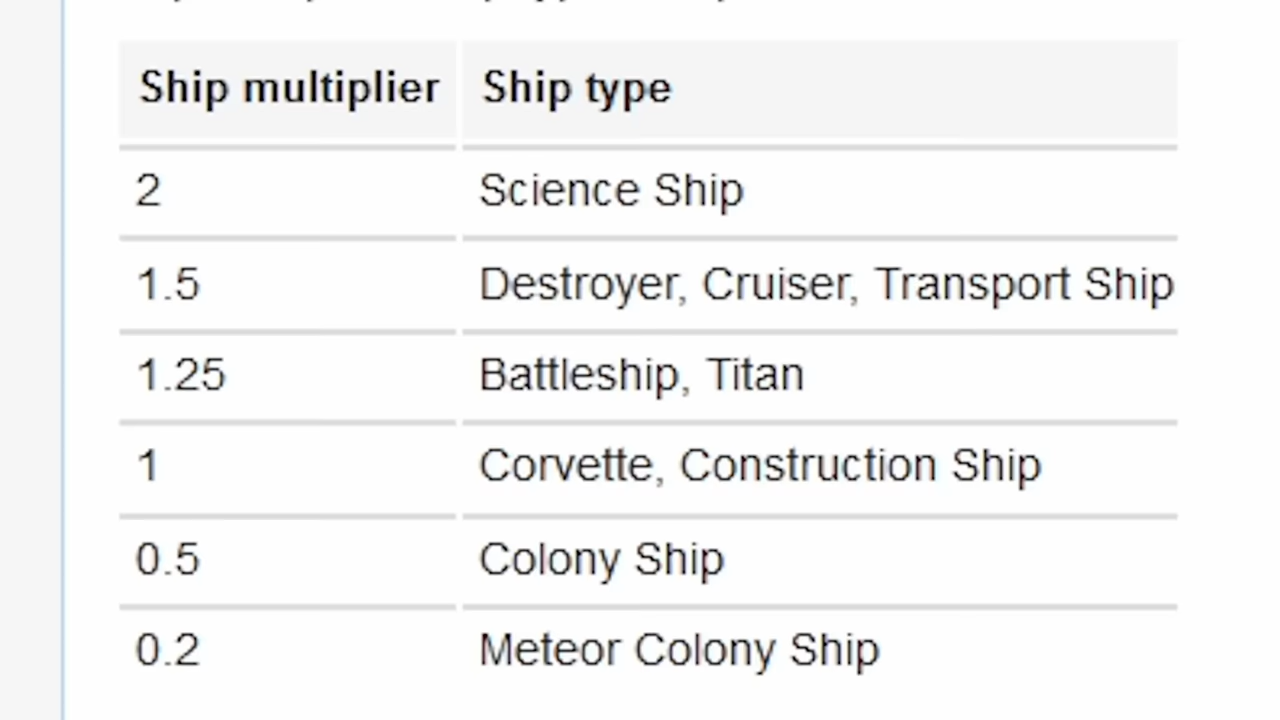 Ship multiplier Ship type
2 Science Ship
1.5 Destroyer, Cruiser, Transport Ship
1.25 Battleship, Titan
1 Corvette, Construction Ship
0.5 Colony Ship
0.2 Meteor Colony Ship